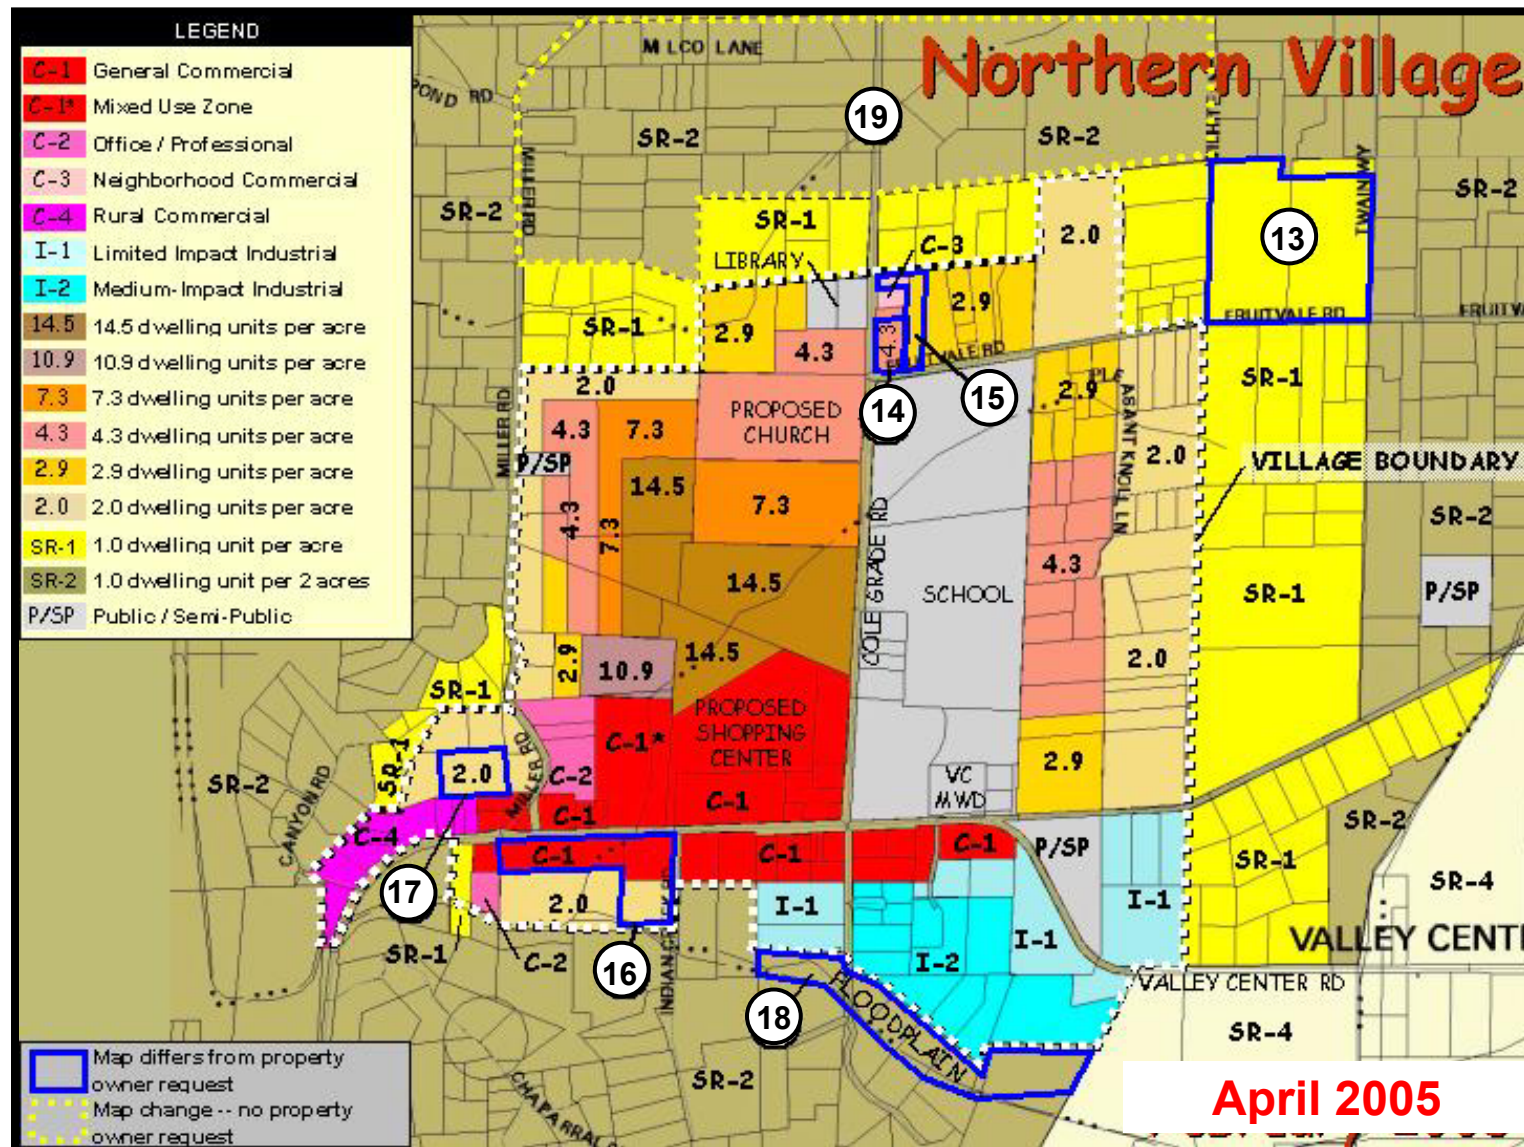 LEGEND
C-1 General Commercial
C-1* Mixed Use Zone
C-2 Office / Professional
C-3 Neighborhood Commercial
C-4 Rural Commercial
I-1 Limited Impact Industrial
I-2 Medium-Impact Industrial
14.5 14.5 dwelling units per acre
10.9 10.9 dwelling units per acre
7.3 7.3 dwelling units per acre
4.3 4.3 dwelling units per acre
2.9 2.9 dwelling units per acre
2.0 2.0 dwelling units per acre
SR-1 1.0 dwelling unit per acre
SR-2 1.0 dwelling unit per 2 acres
P/SP Public / Semi-Public
Northern Village
MILCO LANE
POND RD
19
SR-2
SR-2
MILLER RD
TWAIN WY
SR-2
SR-2
SR-1
C-3
2.0
13
LIBRARY
2.9
FRUITVALE RD
SR-1
2.9
4.3
4.3
FRUITVALE RD
15
14
2.0
PROPOSED
CHURCH
2.9
SR-1
MILLER RD
4.3
7.3
P/SP
14.5
7.3
PLEASANT KNOLL LN
2.0
VILLAGE BOUNDARY
4.3
7.3
SR-2
COLE GRADE RD
14.5
SCHOOL
4.3
SR-1
P/SP
2.9
10.9
14.5
2.0
SR-1
SR-1
PROPOSED
SHOPPING
CENTER
C-1*
MILLER RD
2.0
C-2
C-1
VC
MWD
2.9
SR-2
CANYON RD
C-4
C-1
C-1
C-1
C-1
P/SP
SR-2
SR-1
SR-4
17
2.0
I-1
I-1
SR-1
C-2
16
I-2
I-1
VALLEY CENT
VALLEY CENTER RD
18
FLOODPLAIN
SR-4
SR-2
Map differs from property
owner request
Map change -- no property
owner request
April 2005